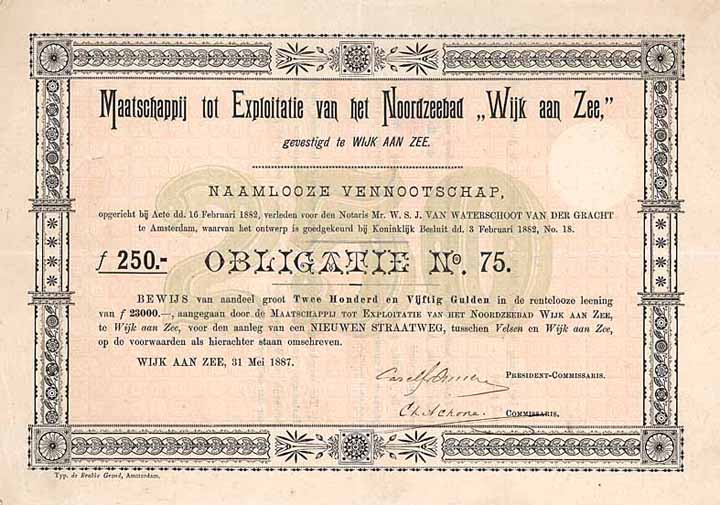 Maatschappij tot Exploitatie van het Noordzeebad „Wijk aan Zee,”
gevestigd te WIJK AAN ZEE.
NAAMLOOZE VENNOOTSCHAP,
opgericht bij Acte dd. 16 Februari 1882, verleden voor den Notaris Mr. W. S. J. VAN WATERSCHOOT VAN DER GRACHT
te Amsterdam, waarvan het ontwerp is goedgekeurd bij Koninklijk Besluit dd. 3 Februari 1882, No. 18.
250
ƒ 250.- OBLIGATIE No. 75.
BEWIJS van aandeel groot Twee Honderd en Vijftig Gulden in de rentelooze leening
van ƒ 23000.—, aangegaan door de MAATSCHAPPIJ TOT EXPLOITATIE VAN HET NOORDZEEBAD WIJK AAN ZEE,
te Wijk aan Zee, voor den aanleg van een NIEUWEN STRAATWEG, tusschen Velsen en Wijk aan Zee,
op de voorwaarden als hierachter staan omschreven.
WIJK AAN ZEE, 31 Mei 1887.
PRESIDENT-COMMISSARIS.
COMMISSARIS.
Typ. de Erven Grond, Amsterdam.